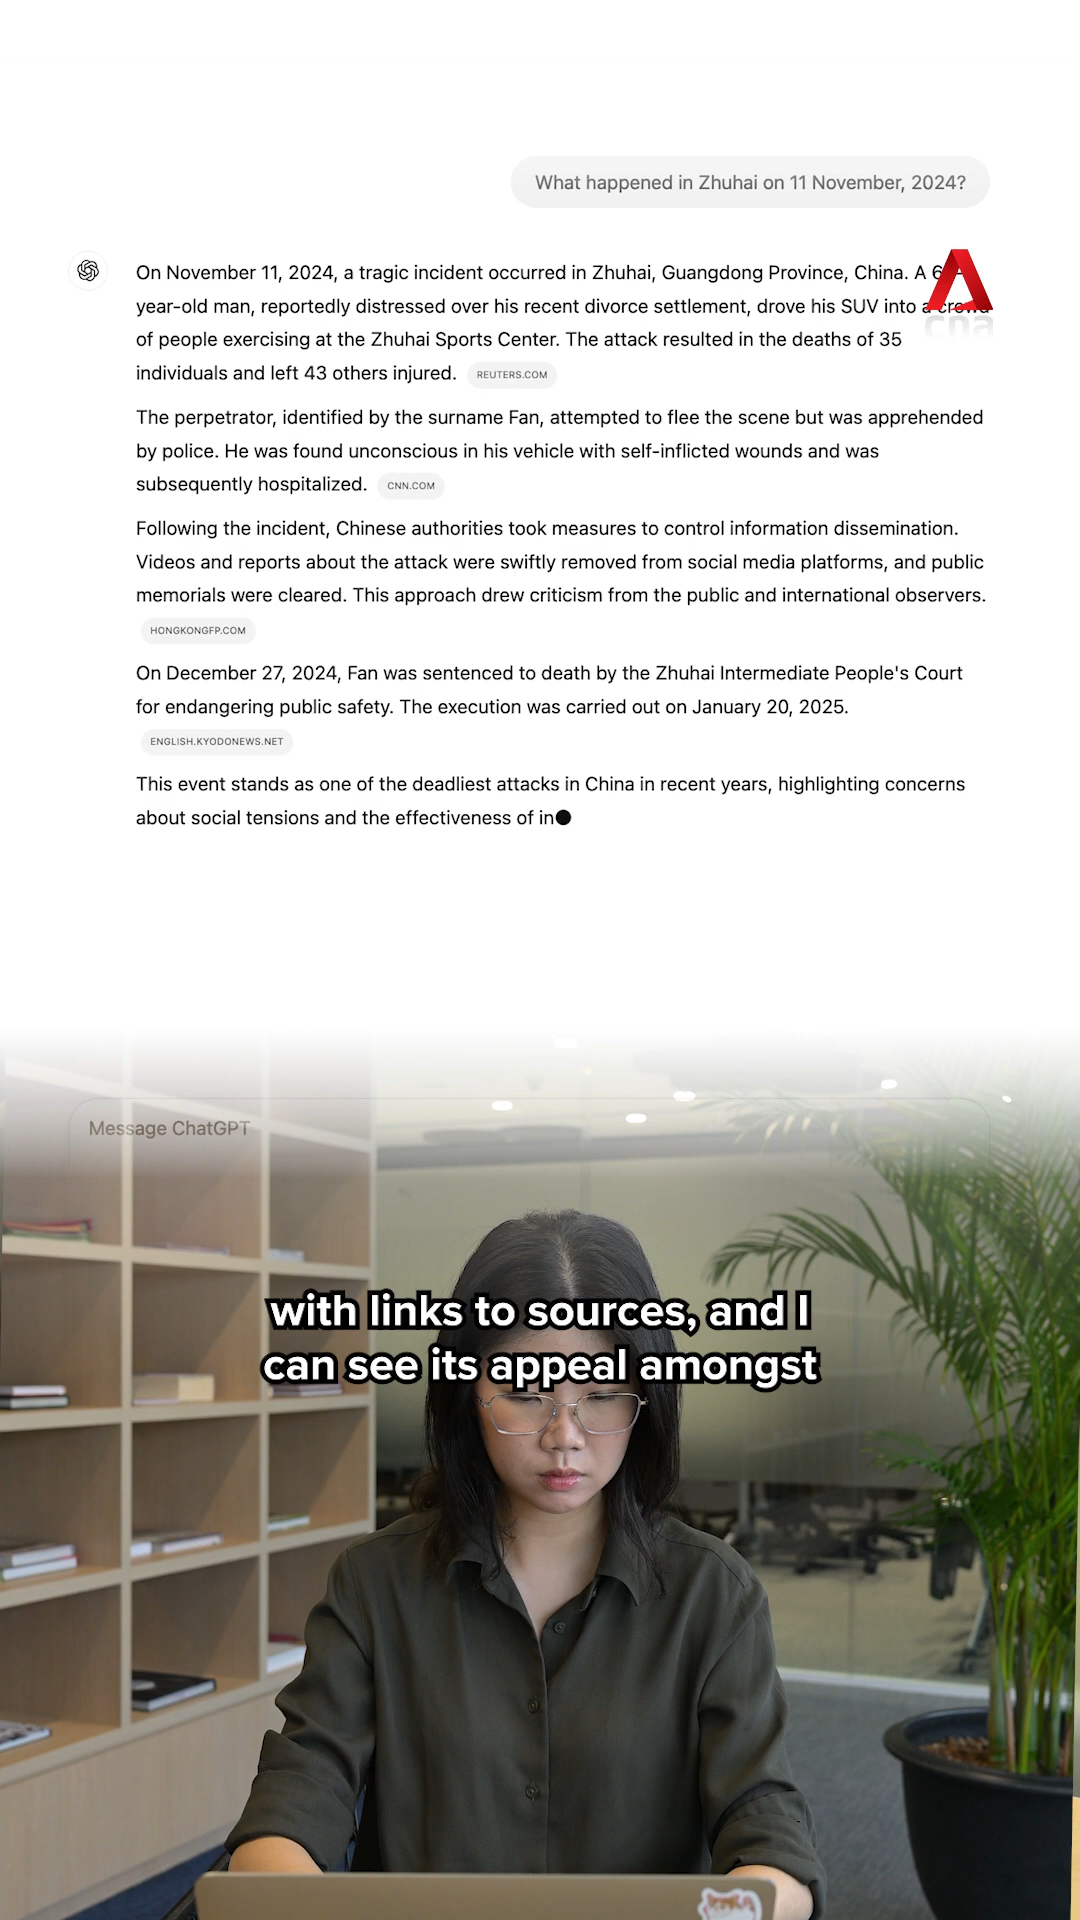 What happened in Zhuhai on 11 November, 2024?
On November 11, 2024, a tragic incident occurred in Zhuhai, Guangdong Province, China. A
year-old man, reportedly distressed over his recent divorce settlement, drove his SUV into a crowd
of people exercising at the Zhuhai Sports Center. The attack resulted in the deaths of 35
individuals and left 43 others injured. REUTERS.COM
The perpetrator, identified by the surname Fan, attempted to flee the scene but was apprehended
by police. He was found unconscious in his vehicle with self-inflicted wounds and was
subsequently hospitalized. CNN.COM
Following the incident, Chinese authorities took measures to control information dissemination.
Videos and reports about the attack were swiftly removed from social media platforms, and public
memorials were cleared. This approach drew criticism from the public and international observers.
HONGKONGFP.COM
On December 27, 2024, Fan was sentenced to death by the Zhuhai Intermediate People's Court
for endangering public safety. The execution was carried out on January 20, 2025.
ENGLISH.KYODONEWS.NET
This event stands as one of the deadliest attacks in China in recent years, highlighting concerns
about social tensions and the effectiveness of in
Message ChatGPT
with links to sources, and I
can see its appeal amongst